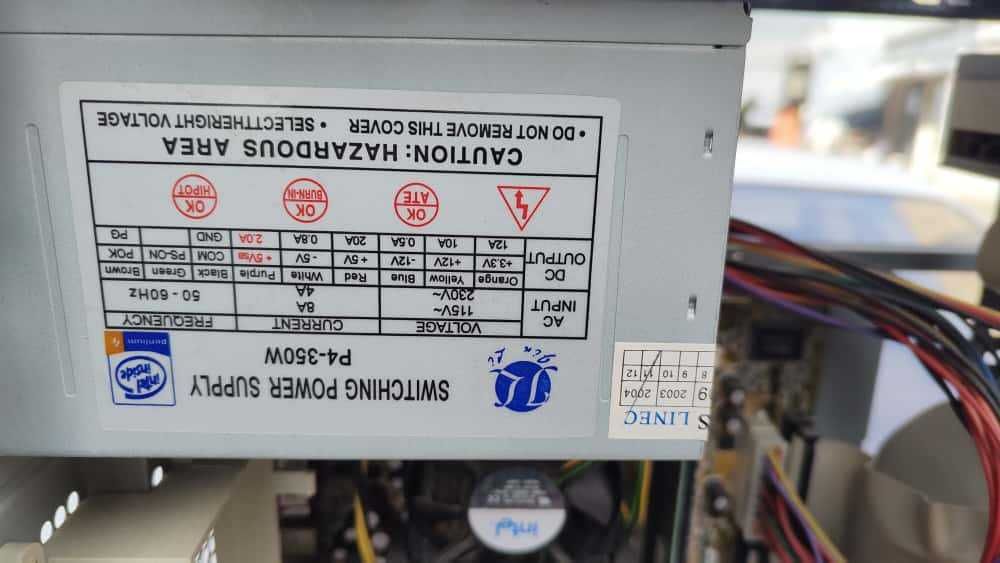 SWITCHING POWER SUPPLY
P4-350W
intel inside
pentium 4
AC INPUT
VOLTAGE CURRENT FREQUENCY
115V~ 8A 50 - 60Hz
230V~ 4A
DC OUTPUT
Orange Yellow Blue Red White Purple Black Green Brown
+3.3V +12V -12V +5V -5V +5VSB COM PS-ON POK
12A 10A 0.5A 20A 0.8A 2.0A GND PG
OK ATE
OK BURN-IN
OK HIPOT
CAUTION: HAZARDOUS AREA
• DO NOT REMOVE THIS COVER • SELECTTHERIGHT VOLTAGE
S LINEC
2003 2004
8 9 10 11 12
intel